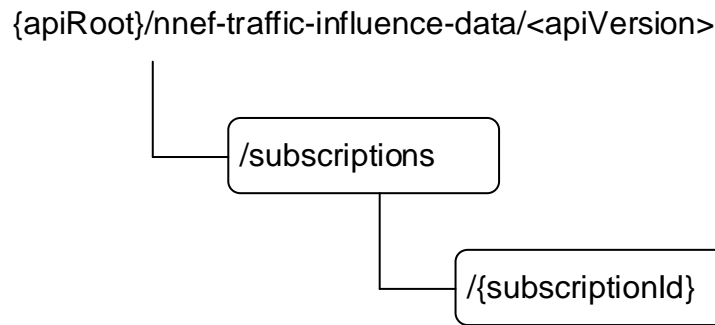 {apiRoot}/nnef-traffic-influence-data/<apiVersion>
/subscriptions
/{subscriptionId}